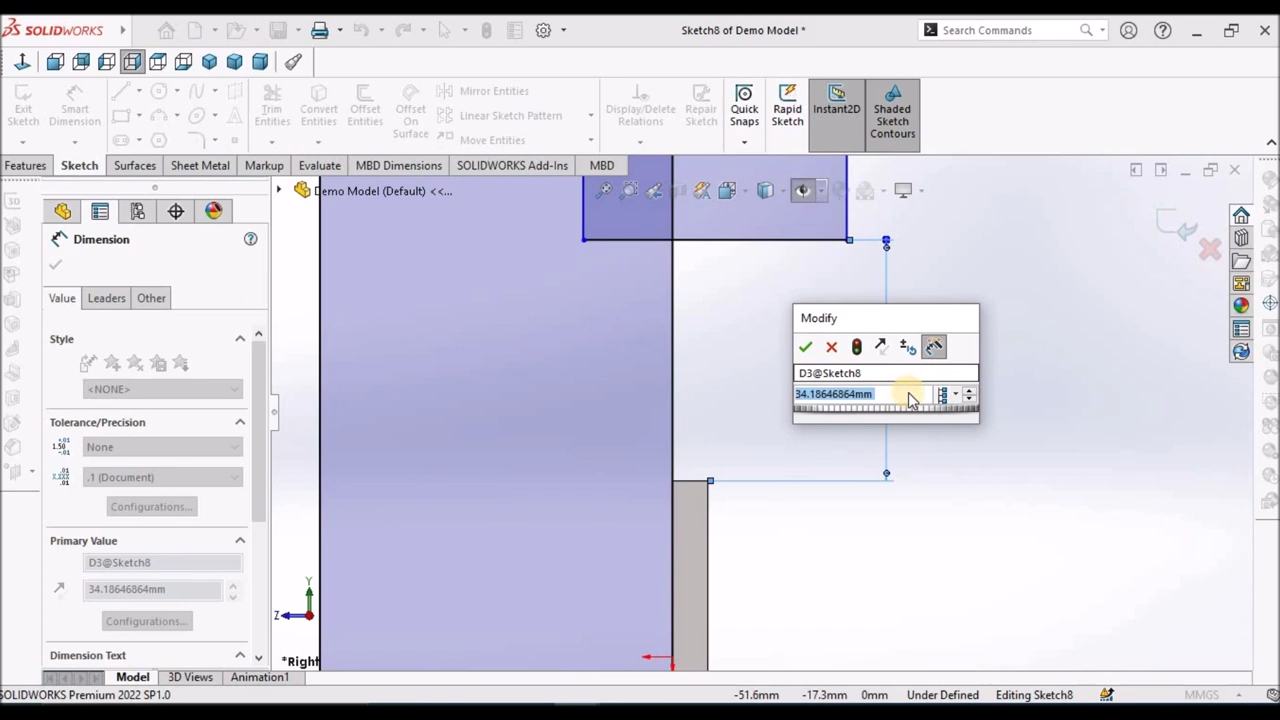 SOLIDWORKS
Sketch8 of Demo Model *
Search Commands
Exit Sketch
Smart Dimension
Trim Entities
Convert Entities
Offset Entities
Offset On Surface
Mirror Entities
Linear Sketch Pattern
Move Entities
Display/Delete Relations
Repair Sketch
Quick Snaps
Rapid Sketch
Instant2D
Shaded Sketch Contours
Features
Sketch
Surfaces
Sheet Metal
Markup
Evaluate
MBD Dimensions
SOLIDWORKS Add-Ins
MBD
Demo Model (Default) <<...
Dimension
Value
Leaders
Other
Style
<NONE>
Tolerance/Precision
None
.1 (Document)
Configurations...
Primary Value
D3@Sketch8
34.18646864mm
Configurations...
Dimension Text
Modify
D3@Sketch8
34.18646864mm
Y
Z
*Right
Model
3D Views
Animation1
SOLIDWORKS Premium 2022 SP1.0
-51.6mm
-17.3mm
0mm
Under Defined
Editing Sketch8
MMGS